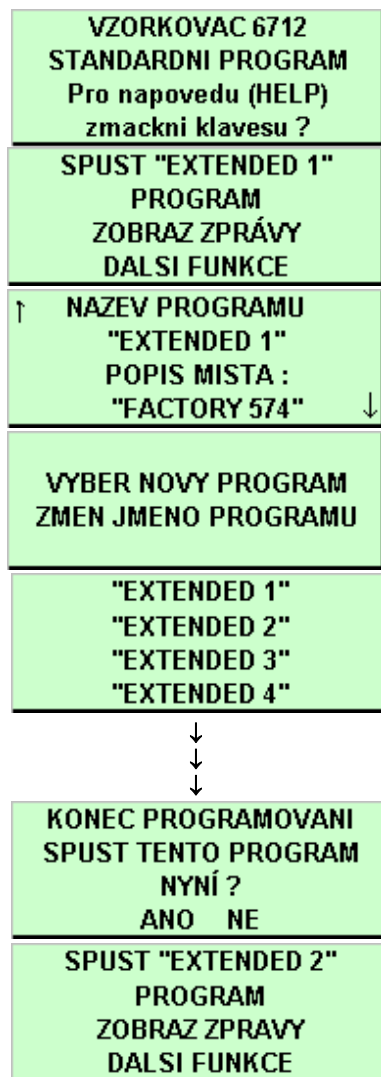 VZORKOVAC 6712
STANDARDNI PROGRAM
Pro napovedu (HELP)
zmackni klavesu ?
SPUST "EXTENDED 1"
PROGRAM
ZOBRAZ ZPRÁVY
DALSI FUNKCE
↑ NAZEV PROGRAMU
"EXTENDED 1"
POPIS MISTA :
"FACTORY 574" ↓
VYBER NOVY PROGRAM
ZMEN JMENO PROGRAMU
"EXTENDED 1"
"EXTENDED 2"
"EXTENDED 3"
"EXTENDED 4"
↓
↓
↓
KONEC PROGRAMOVANI
SPUST TENTO PROGRAM
NYNÍ ?
ANO NE
SPUST "EXTENDED 2"
PROGRAM
ZOBRAZ ZPRAVY
DALSI FUNKCE